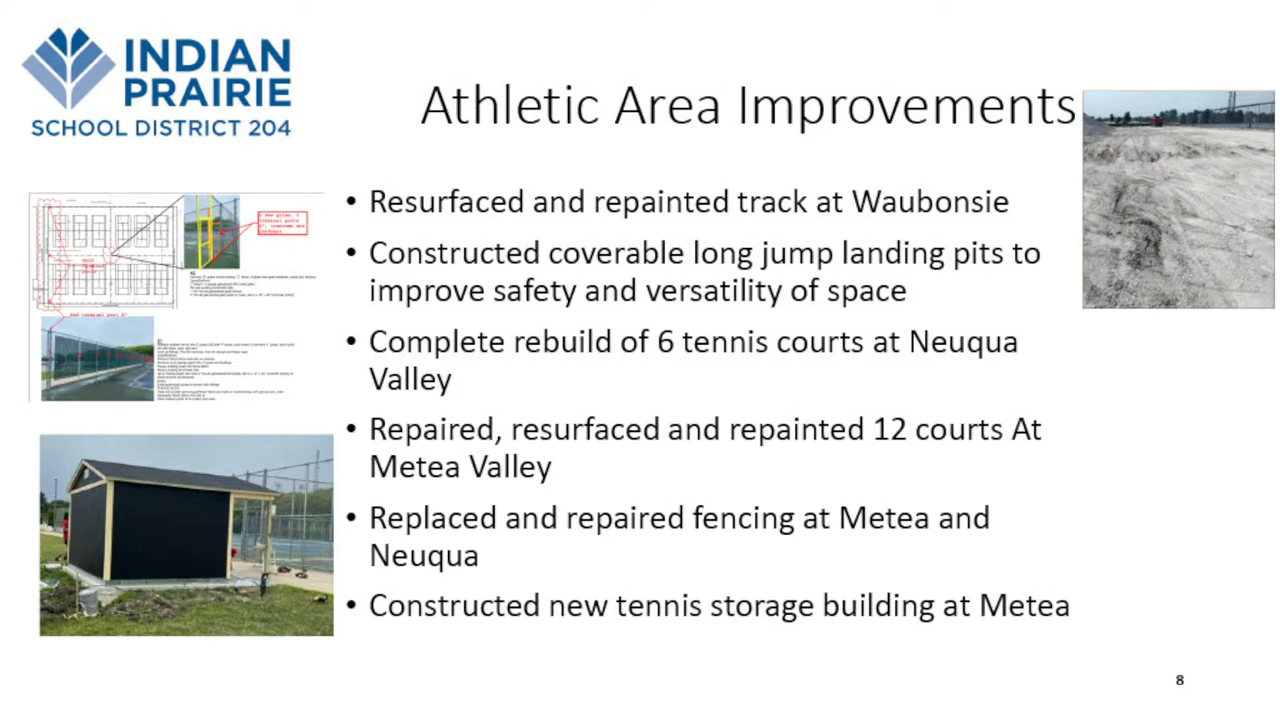 INDIAN
PRAIRIE
SCHOOL DISTRICT 204
Athletic Area Improvements
• Resurfaced and repainted track at Waubonsie
• Constructed coverable long jump landing pits to
improve safety and versatility of space
• Complete rebuild of 6 tennis courts at Neuqua
Valley
• Repaired, resurfaced and repainted 12 courts At
Metea Valley
• Replaced and repaired fencing at Metea and
Neuqua
• Constructed new tennis storage building at Metea
8